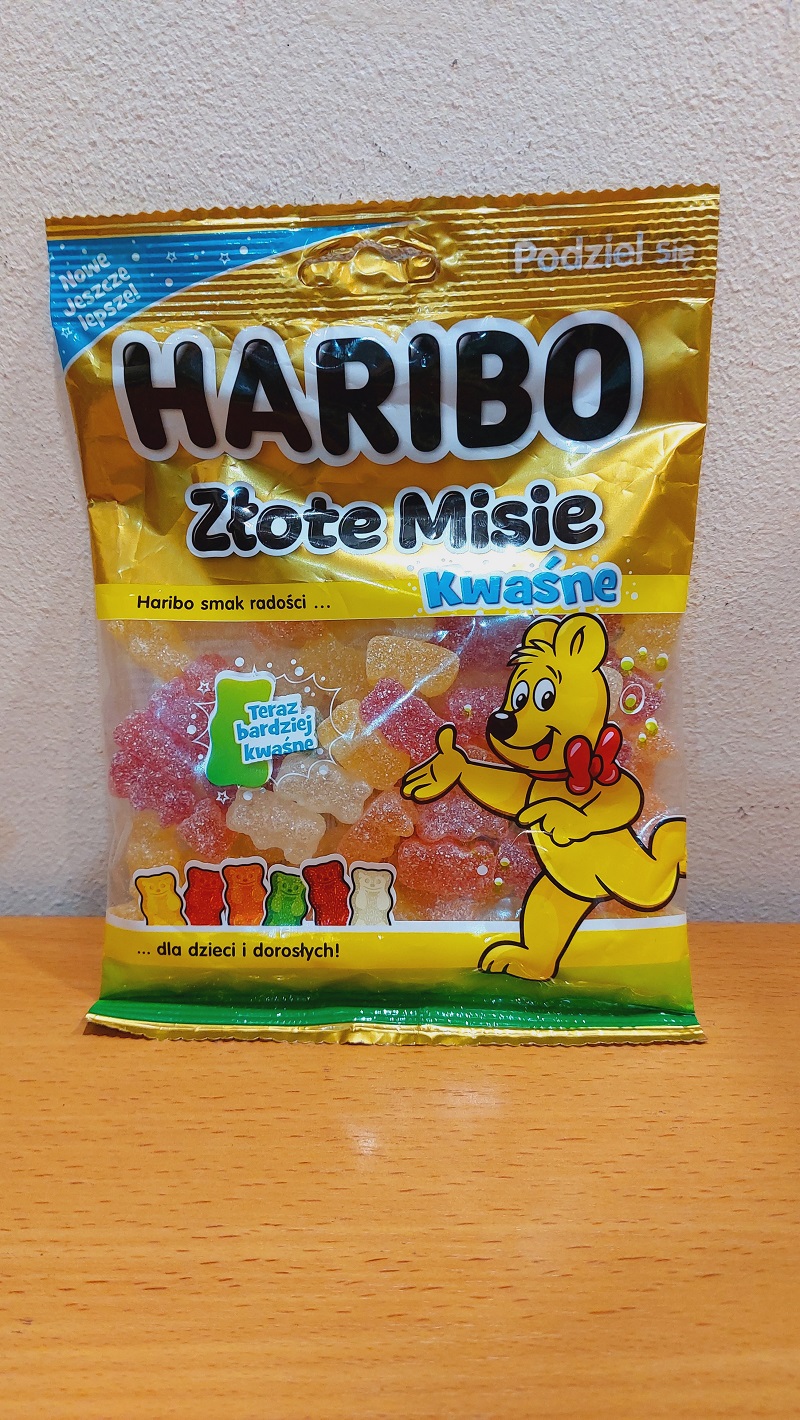 Nowe
Jeszcze
lepsze!
Podziel się
HARIBO
Złote Misie
Kwaśne
Haribo smak radości ...
Teraz
bardziej
kwaśne
... dla dzieci i dorosłych!